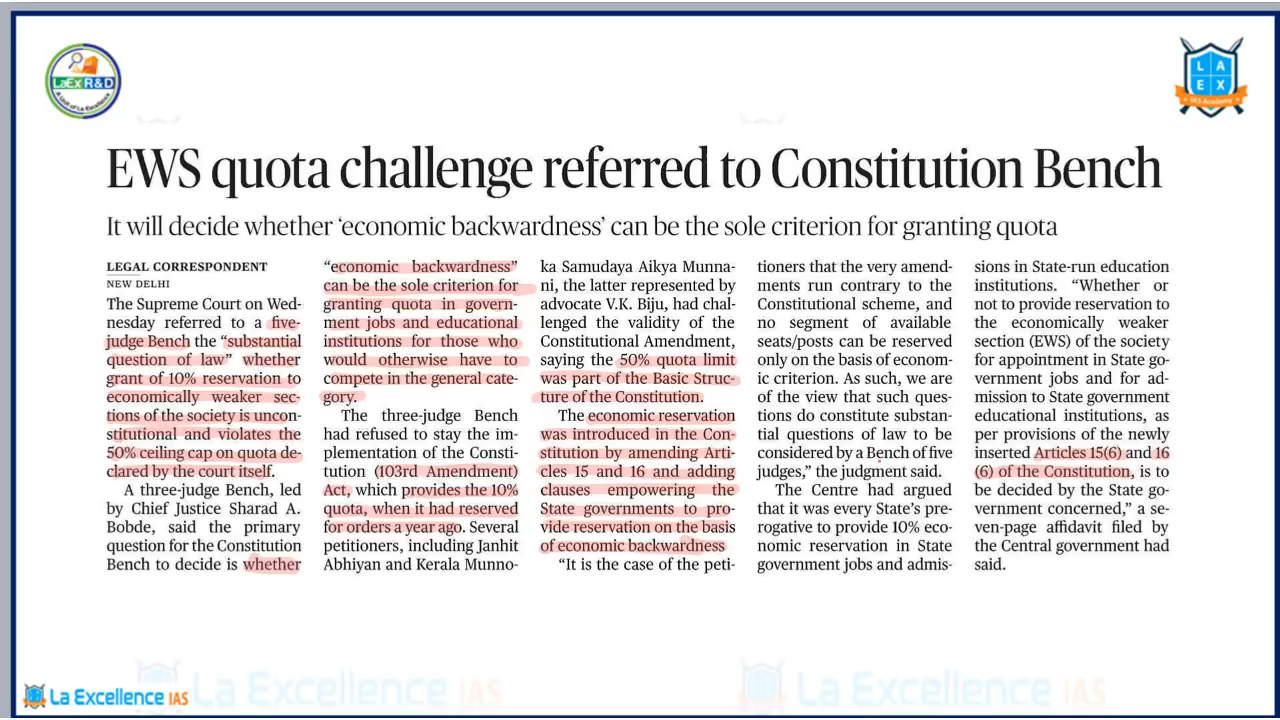 LaEx R&D
A Unit of La Excellence
L A
E X
IAS Academy
EWS quota challenge referred to Constitution Bench
It will decide whether ‘economic backwardness’ can be the sole criterion for granting quota
LEGAL CORRESPONDENT
NEW DELHI
The Supreme Court on Wed-
nesday referred to a five-
judge Bench the “substantial
question of law” whether
grant of 10% reservation to
economically weaker sec-
tions of the society is uncon-
stitutional and violates the
50% ceiling cap on quota de-
clared by the court itself.
A three-judge Bench, led
by Chief Justice Sharad A.
Bobde, said the primary
question for the Constitution
Bench to decide is whether
“economic backwardness”
can be the sole criterion for
granting quota in govern-
ment jobs and educational
institutions for those who
would otherwise have to
compete in the general cate-
gory.
The three-judge Bench
had refused to stay the im-
plementation of the Consti-
tution (103rd Amendment)
Act, which provides the 10%
quota, when it had reserved
for orders a year ago. Several
petitioners, including Janhit
Abhiyan and Kerala Munno-
ka Samudaya Aikya Munna-
ni, the latter represented by
advocate V.K. Biju, had chal-
lenged the validity of the
Constitutional Amendment,
saying the 50% quota limit
was part of the Basic Struc-
ture of the Constitution.
The economic reservation
was introduced in the Con-
stitution by amending Arti-
cles 15 and 16 and adding
clauses empowering the
State governments to pro-
vide reservation on the basis
of economic backwardness
“It is the case of the peti-
tioners that the very amend-
ments run contrary to the
Constitutional scheme, and
no segment of available
seats/posts can be reserved
only on the basis of econom-
ic criterion. As such, we are
of the view that such ques-
tions do constitute substan-
tial questions of law to be
considered by a Bench of five
judges,” the judgment said.
The Centre had argued
that it was every State’s pre-
rogative to provide 10% eco-
nomic reservation in State
government jobs and admis-
sions in State-run education
institutions. “Whether or
not to provide reservation to
the economically weaker
section (EWS) of the society
for appointment in State go-
vernment jobs and for ad-
mission to State government
educational institutions, as
per provisions of the newly
inserted Articles 15(6) and 16
(6) of the Constitution, is to
be decided by the State go-
vernment concerned,” a se-
ven-page affidavit filed by
the Central government had
said.
La Excellence IAS
La Excellence IAS
La Excellence IAS